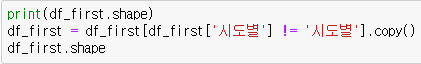 print(df_first.shape)
df_first = df_first[df_first['시도별'] != '시도별'].copy()
df_first.shape